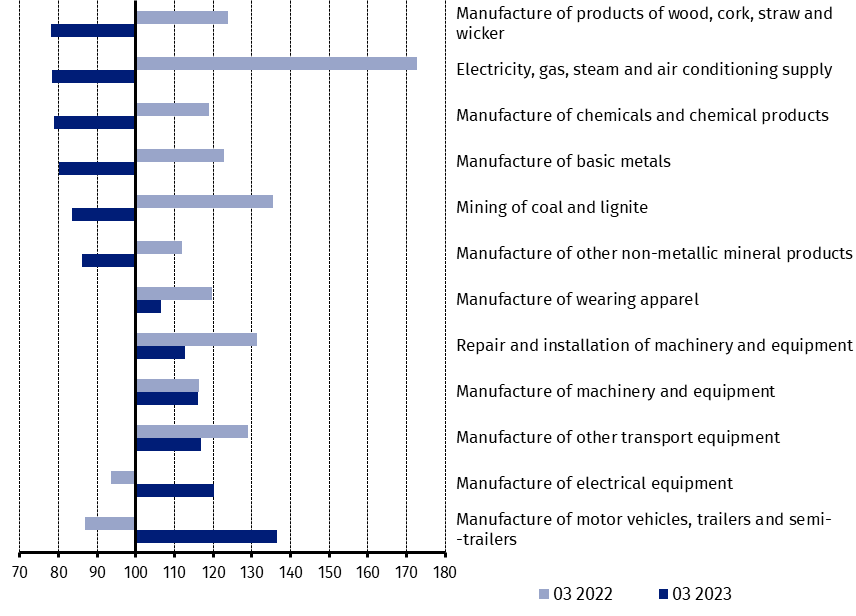 Manufacture of products of wood, cork, straw and
wicker
Electricity, gas, steam and air conditioning supply
Manufacture of chemicals and chemical products
Manufacture of basic metals
Mining of coal and lignite
Manufacture of other non-metallic mineral products
Manufacture of wearing apparel
Repair and installation of machinery and equipment
Manufacture of machinery and equipment
Manufacture of other transport equipment
Manufacture of electrical equipment
Manufacture of motor vehicles, trailers and semi-
-trailers
70 80 90 100 110 120 130 140 150 160 170 180
03 2022 03 2023